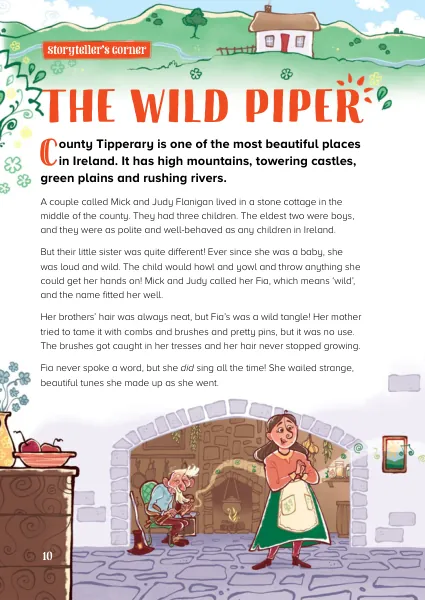 storyteller's corner
THE WILD PIPER
County Tipperary is one of the most beautiful places
in Ireland. It has high mountains, towering castles,
green plains and rushing rivers.
A couple called Mick and Judy Flanigan lived in a stone cottage in the
middle of the county. They had three children. The eldest two were boys,
and they were as polite and well-behaved as any children in Ireland.
But their little sister was quite different! Ever since she was a baby, she
was loud and wild. The child would howl and yowl and throw anything she
could get her hands on! Mick and Judy called her Fia, which means 'wild',
and the name fitted her well.
Her brothers' hair was always neat, but Fia's was a wild tangle! Her mother
tried to tame it with combs and brushes and pretty pins, but it was no use.
The brushes got caught in her tresses and her hair never stopped growing.
Fia never spoke a word, but she did sing all the time! She wailed strange,
beautiful tunes she made up as she went.
10